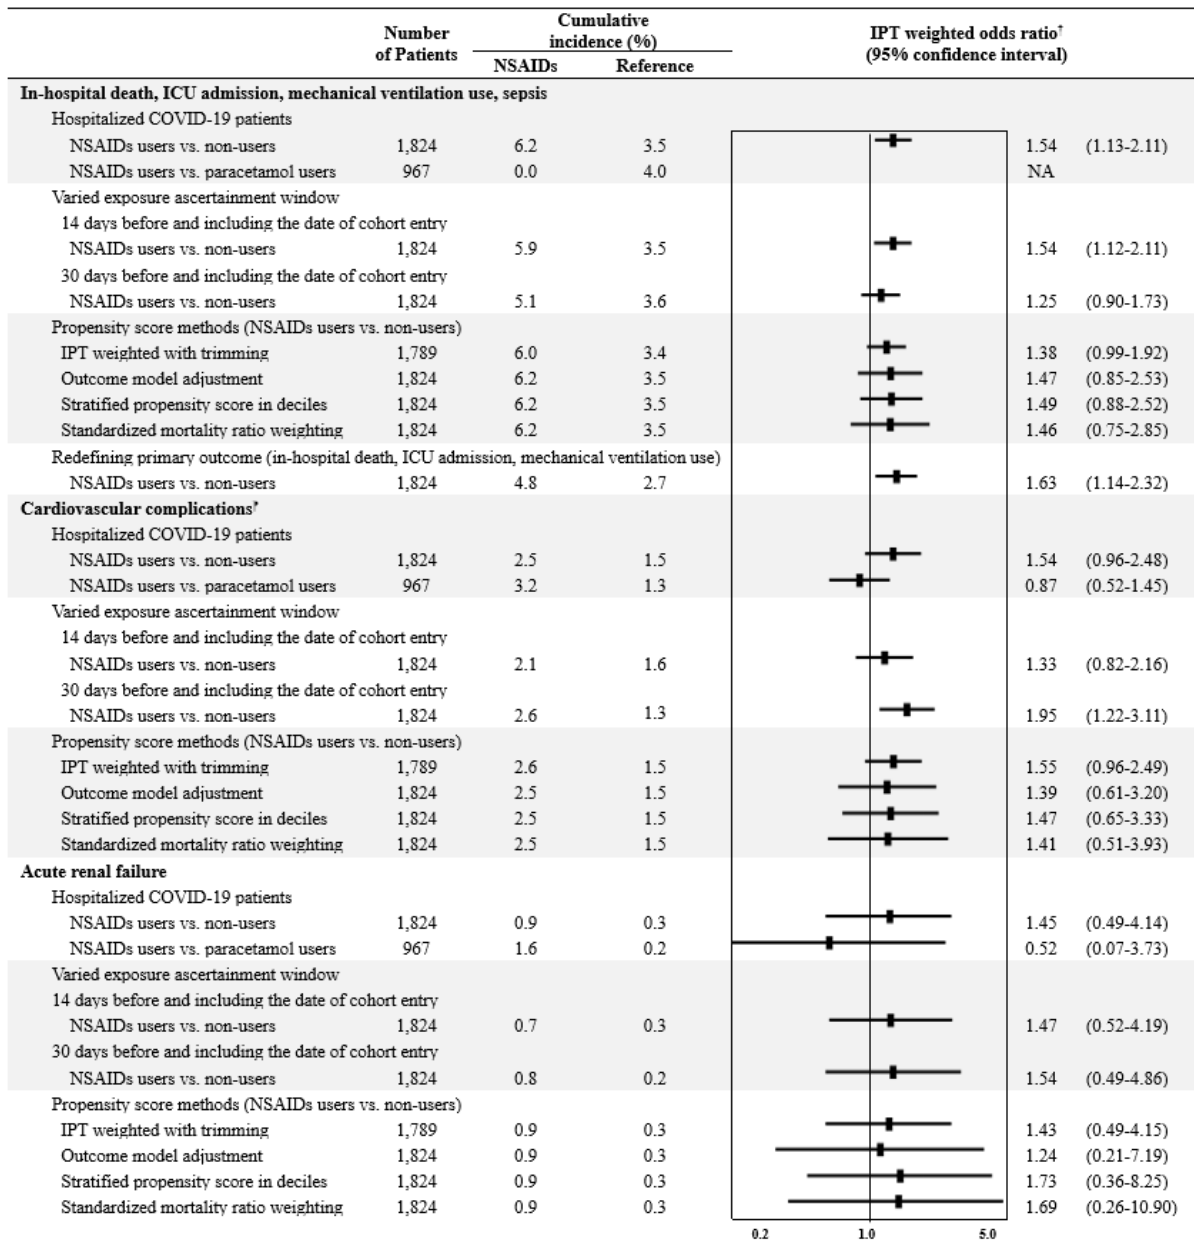 Number of Patients Cumulative incidence (%) IPT weighted odds ratio† (95% confidence interval)
NSAIDs Reference
In-hospital death, ICU admission, mechanical ventilation use, sepsis
Hospitalized COVID-19 patients
NSAIDs users vs. non-users 1,824 6.2 3.5 1.54 (1.13-2.11)
NSAIDs users vs. paracetamol users 967 0.0 4.0 NA
Varied exposure ascertainment window
14 days before and including the date of cohort entry
NSAIDs users vs. non-users 1,824 5.9 3.5 1.54 (1.12-2.11)
30 days before and including the date of cohort entry
NSAIDs users vs. non-users 1,824 5.1 3.6 1.25 (0.90-1.73)
Propensity score methods (NSAIDs users vs. non-users)
IPT weighted with trimming 1,789 6.0 3.4 1.38 (0.99-1.92)
Outcome model adjustment 1,824 6.2 3.5 1.47 (0.85-2.53)
Stratified propensity score in deciles 1,824 6.2 3.5 1.49 (0.88-2.52)
Standardized mortality ratio weighting 1,824 6.2 3.5 1.46 (0.75-2.85)
Redefining primary outcome (in-hospital death, ICU admission, mechanical ventilation use)
NSAIDs users vs. non-users 1,824 4.8 2.7 1.63 (1.14-2.32)
Cardiovascular complications
Hospitalized COVID-19 patients
NSAIDs users vs. non-users 1,824 2.5 1.5 1.54 (0.96-2.48)
NSAIDs users vs. paracetamol users 967 3.2 1.3 0.87 (0.52-1.45)
Varied exposure ascertainment window
14 days before and including the date of cohort entry
NSAIDs users vs. non-users 1,824 2.1 1.6 1.33 (0.82-2.16)
30 days before and including the date of cohort entry
NSAIDs users vs. non-users 1,824 2.6 1.3 1.95 (1.22-3.11)
Propensity score methods (NSAIDs users vs. non-users)
IPT weighted with trimming 1,789 2.6 1.5 1.55 (0.96-2.49)
Outcome model adjustment 1,824 2.5 1.5 1.39 (0.61-3.20)
Stratified propensity score in deciles 1,824 2.5 1.5 1.47 (0.65-3.33)
Standardized mortality ratio weighting 1,824 2.5 1.5 1.41 (0.51-3.93)
Acute renal failure
Hospitalized COVID-19 patients
NSAIDs users vs. non-users 1,824 0.9 0.3 1.45 (0.49-4.14)
NSAIDs users vs. paracetamol users 967 1.6 0.2 0.52 (0.07-3.73)
Varied exposure ascertainment window
14 days before and including the date of cohort entry
NSAIDs users vs. non-users 1,824 0.7 0.3 1.47 (0.52-4.19)
30 days before and including the date of cohort entry
NSAIDs users vs. non-users 1,824 0.8 0.2 1.54 (0.49-4.86)
Propensity score methods (NSAIDs users vs. non-users)
IPT weighted with trimming 1,789 0.9 0.3 1.43 (0.49-4.15)
Outcome model adjustment 1,824 0.9 0.3 1.24 (0.21-7.19)
Stratified propensity score in deciles 1,824 0.9 0.3 1.73 (0.36-8.25)
Standardized mortality ratio weighting 1,824 0.9 0.3 1.69 (0.26-10.90)
0.2 1.0 5.0